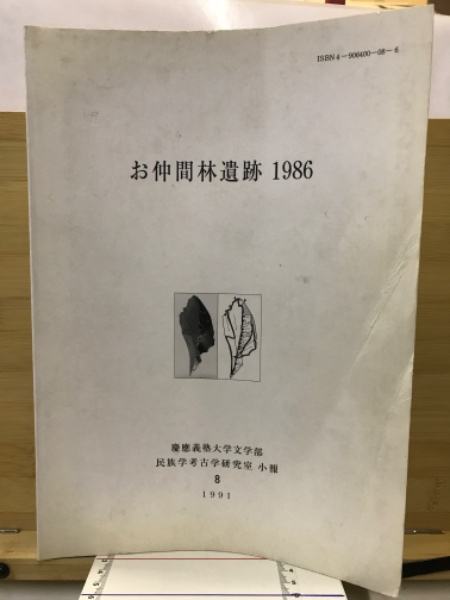 ISBN4-906400-08-6
お仲間林遺跡 1986
慶應義塾大学文学部
民族学考古学研究室 小報
8
1991